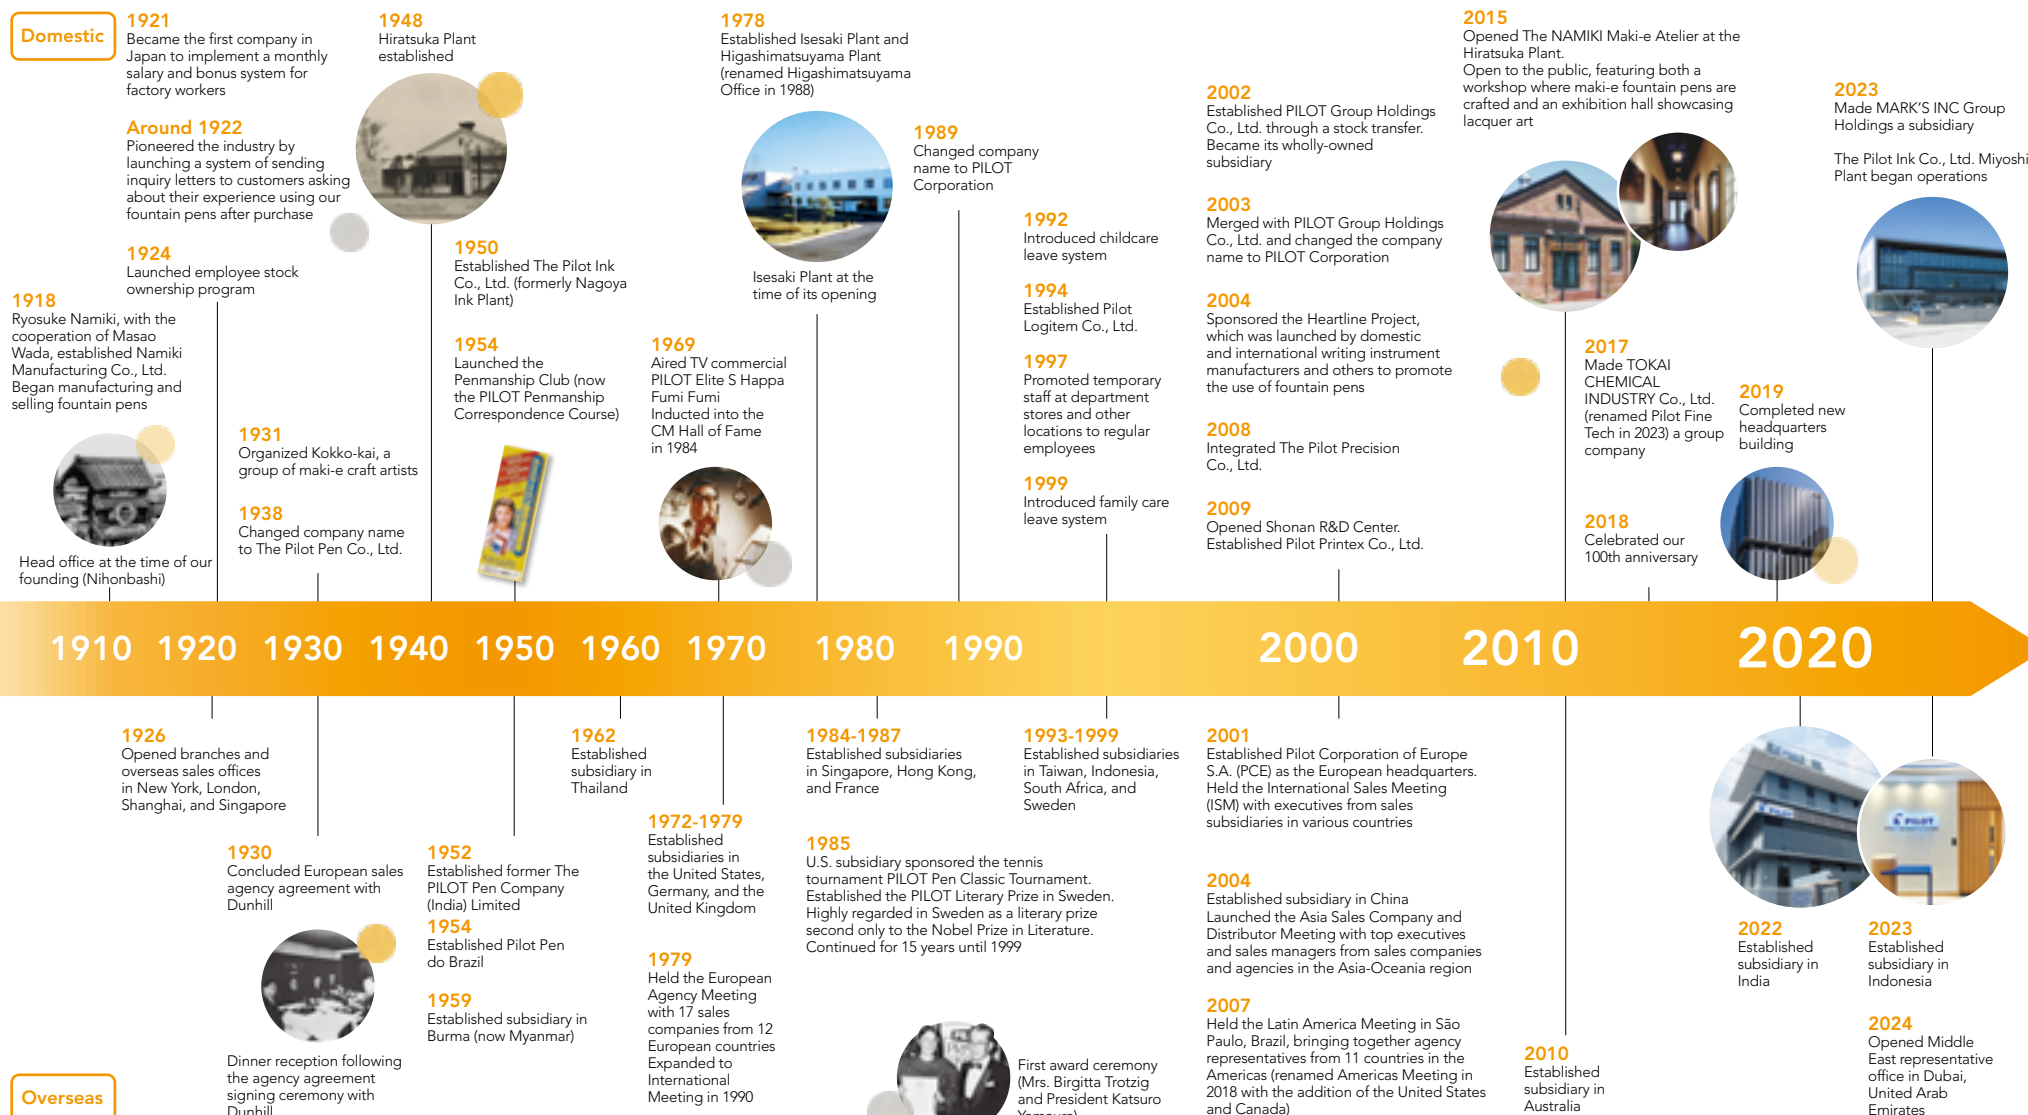 Domestic
1921
Became the first company in
Japan to implement a monthly
salary and bonus system for
factory workers
Around 1922
Pioneered the industry by
launching a system of sending
inquiry letters to customers asking
about their experience using our
fountain pens after purchase
1924
Launched employee stock
ownership program
1918
Ryosuke Namiki, with the
cooperation of Masao
Wada, established Namiki
Manufacturing Co., Ltd.
Began manufacturing and
selling fountain pens
Head office at the time of our
founding (Nihonbashi)
1931
Organized Kokko-kai, a
group of maki-e craft artists
1938
Changed company name
to The Pilot Pen Co., Ltd.
1948
Hiratsuka Plant
established
1950
Established The Pilot Ink
Co., Ltd. (formerly Nagoya
Ink Plant)
1954
Launched the
Penmanship Club (now
the PILOT Penmanship
Correspondence Course)
1969
Aired TV commercial
PILOT Elite S Happa
Fumi Fumi
Inducted into the
CM Hall of Fame
in 1984
1978
Established Isesaki Plant and
Higashimatsuyama Plant
(renamed Higashimatsuyama
Office in 1988)
Isesaki Plant at the
time of its opening
1989
Changed company
name to PILOT
Corporation
1992
Introduced childcare
leave system
1994
Established Pilot
Logitem Co., Ltd.
1997
Promoted temporary
staff at department
stores and other
locations to regular
employees
1999
Introduced family care
leave system
2002
Established PILOT Group Holdings
Co., Ltd. through a stock transfer.
Became its wholly-owned
subsidiary
2003
Merged with PILOT Group Holdings
Co., Ltd. and changed the company
name to PILOT Corporation
2004
Sponsored the Heartline Project,
which was launched by domestic
and international writing instrument
manufacturers and others to promote
the use of fountain pens
2008
Integrated The Pilot Precision
Co., Ltd.
2009
Opened Shonan R&D Center.
Established Pilot Printex Co., Ltd.
2015
Opened The NAMIKI Maki-e Atelier at the
Hiratsuka Plant.
Open to the public, featuring both a
workshop where maki-e fountain pens are
crafted and an exhibition hall showcasing
lacquer art
2017
Made TOKAI
CHEMICAL
INDUSTRY Co., Ltd.
(renamed Pilot Fine
Tech in 2023) a group
company
2018
Celebrated our
100th anniversary
2019
Completed new
headquarters
building
2023
Made MARK'S INC Group
Holdings a subsidiary
The Pilot Ink Co., Ltd. Miyoshi
Plant began operations
1910 1920 1930 1940 1950 1960 1970 1980 1990 2000 2010 2020
1926
Opened branches and
overseas sales offices
in New York, London,
Shanghai, and Singapore
1930
Concluded European sales
agency agreement with
Dunhill
Dinner reception following
the agency agreement
signing ceremony with
Dunhill
1952
Established former The
PILOT Pen Company
(India) Limited
1954
Established Pilot Pen
do Brazil
1959
Established subsidiary in
Burma (now Myanmar)
1962
Established
subsidiary in
Thailand
1972-1979
Established
subsidiaries in
the United States,
Germany, and the
United Kingdom
1979
Held the European
Agency Meeting
with 17 sales
companies from 12
European countries
Expanded to
International
Meeting in 1990
1984-1987
Established subsidiaries
in Singapore, Hong Kong,
and France
1985
U.S. subsidiary sponsored the tennis
tournament PILOT Pen Classic Tournament.
Established the PILOT Literary Prize in Sweden.
Highly regarded in Sweden as a literary prize
second only to the Nobel Prize in Literature.
Continued for 15 years until 1999
First award ceremony
(Mrs. Birgitta Trotzig
and President Katsuro
1993-1999
Established subsidiaries
in Taiwan, Indonesia,
South Africa, and
Sweden
2001
Established Pilot Corporation of Europe
S.A. (PCE) as the European headquarters.
Held the International Sales Meeting
(ISM) with executives from sales
subsidiaries in various countries
2004
Established subsidiary in China
Launched the Asia Sales Company and
Distributor Meeting with top executives
and sales managers from sales companies
and agencies in the Asia-Oceania region
2007
Held the Latin America Meeting in São
Paulo, Brazil, bringing together agency
representatives from 11 countries in the
Americas (renamed Americas Meeting in
2018 with the addition of the United States
and Canada)
2010
Established
subsidiary in
Australia
PILOT
2022
Established
subsidiary in
India
2023
Established
subsidiary in
Indonesia
2024
Opened Middle
East representative
office in Dubai,
United Arab
Emirates
Overseas